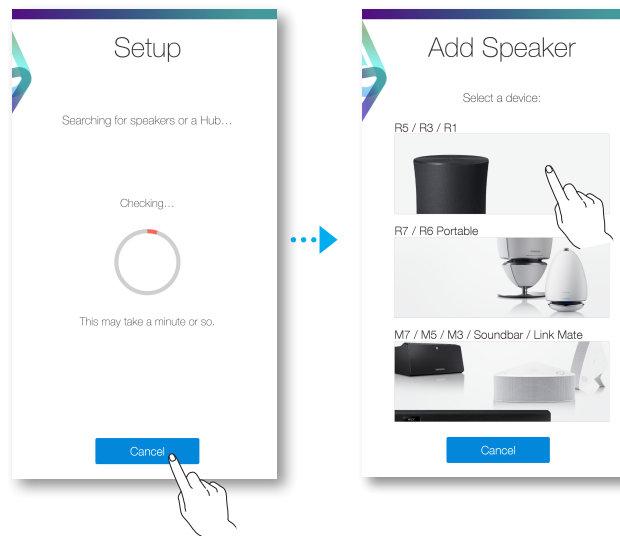 Setup
Searching for speakers or a Hub...
Checking...
This may take a minute or so.
Cancel
Add Speaker
Select a device:
R5 / R3 / R1
R7 / R6 Portable
M7 / M5 / M3 / Soundbar / Link Mate
Cancel